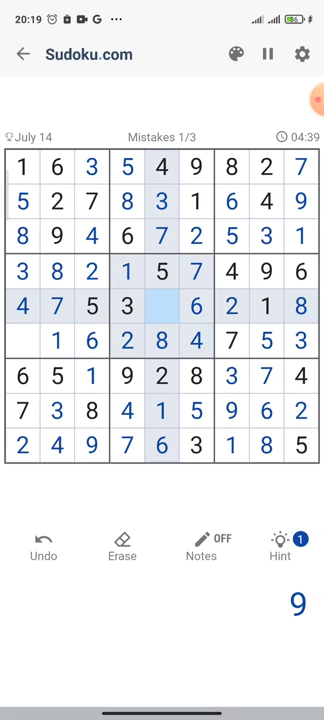 20:19 G ...
Sudoku.com
July 14 Mistakes 1/3 04:39
1 6 3 5 4 9 8 2 7
5 2 7 8 3 1 6 4 9
8 9 4 6 7 2 5 3 1
3 8 2 1 5 7 4 9 6
4 7 5 3 6 2 1 8
1 6 2 8 4 7 5 3
6 5 1 9 2 8 3 7 4
7 3 8 4 1 5 9 6 2
2 4 9 7 6 3 1 8 5
OFF 1
Undo Erase Notes Hint
9